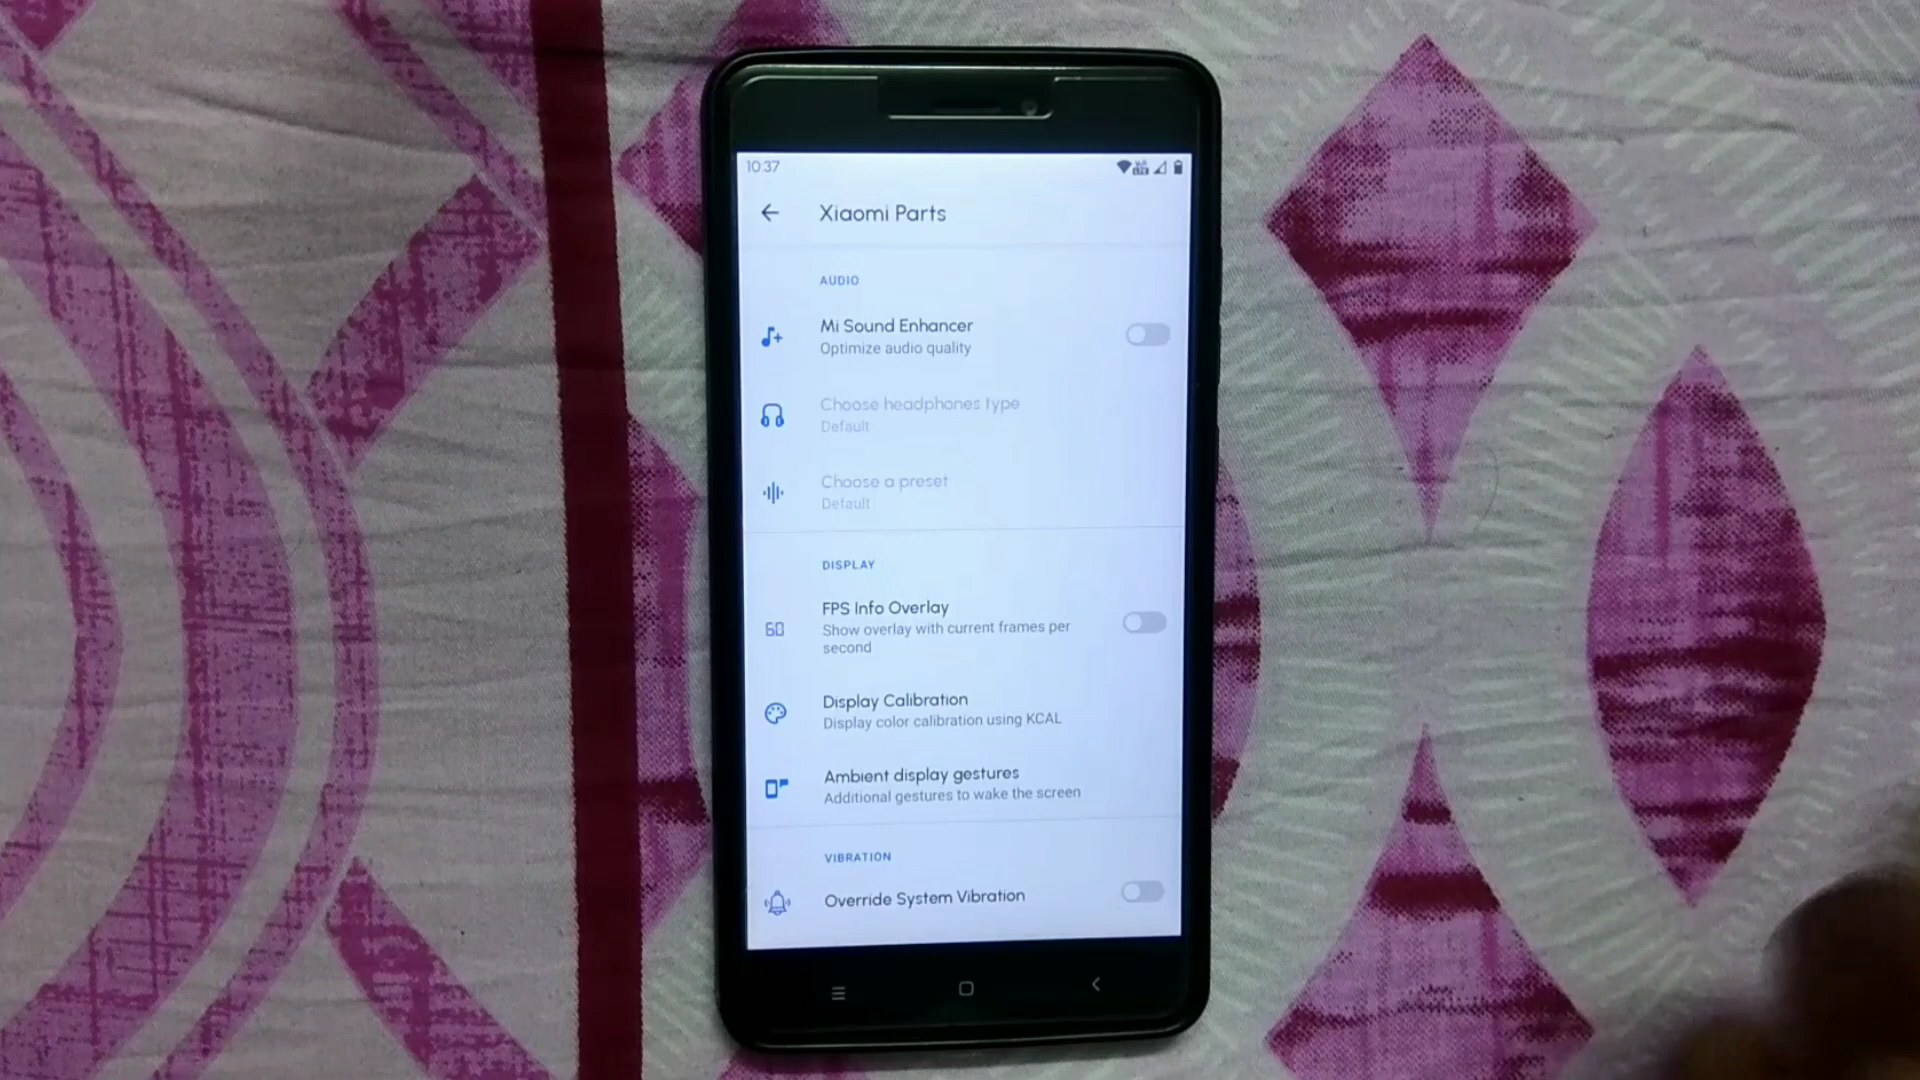 10:37
Xiaomi Parts
AUDIO
Mi Sound Enhancer
Optimize audio quality
Choose headphones type
Default
Choose a preset
Default
DISPLAY
FPS Info Overlay
60
Show overlay with current frames per
second
Display Calibration
Display color calibration using KCAL
Ambient display gestures
Additional gestures to wake the screen
VIBRATION
Override System Vibration